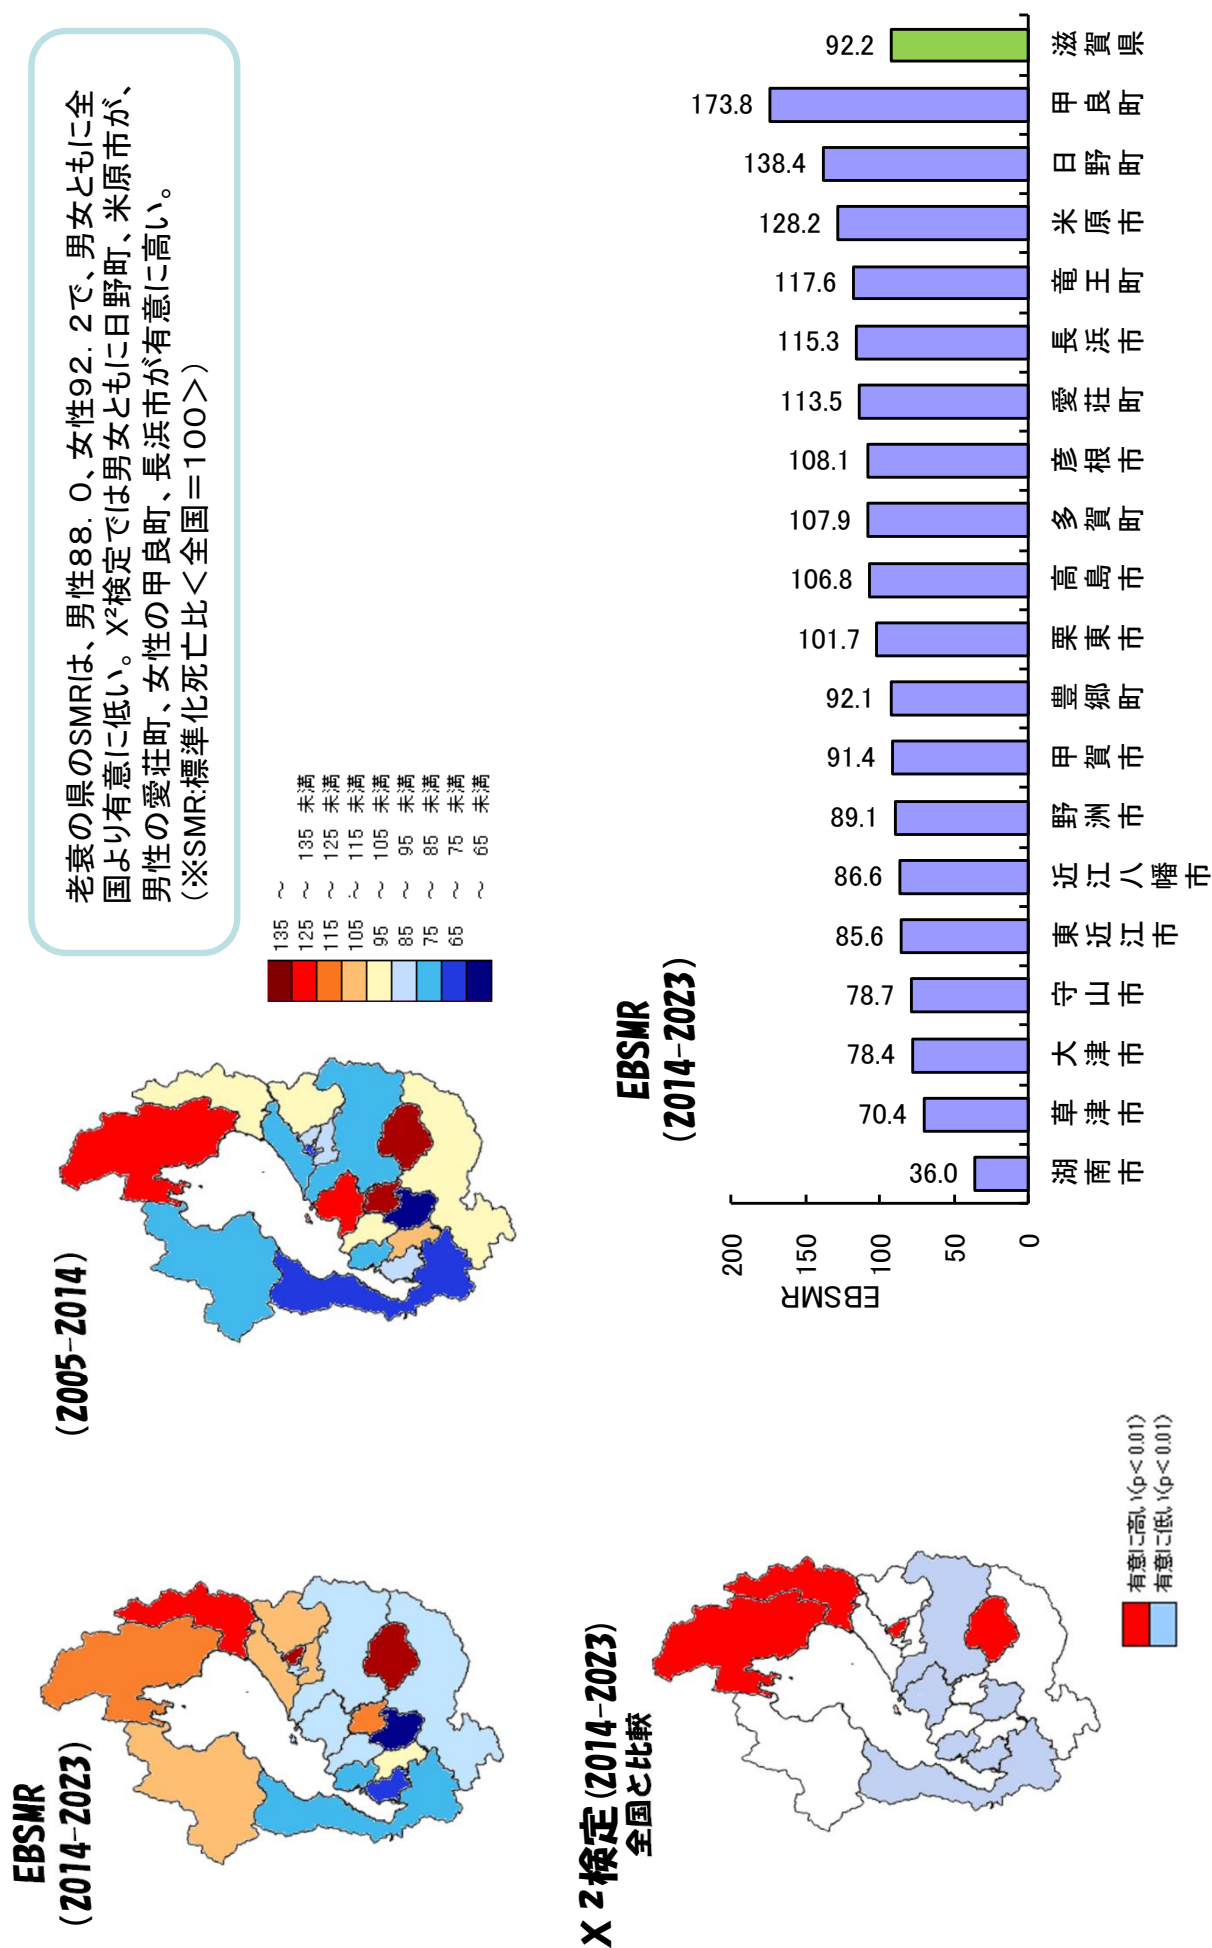 EBSMR
(2014-2023)
(2005-2014)
135 ～
125 ～ 135 未満
115 ～ 125 未満
105 ～ 115 未満
95 ～ 105 未満
85 ～ 95 未満
75 ～ 85 未満
65 ～ 75 未満
～ 65 未満
老衰の県のSMRは、男性88.0、女性92.2で、男女ともに全
国より有意に低い。X²検定では男女ともに日野町、米原市が、
男性の愛荘町、女性の甲良町、長浜市が有意に高い。
(※SMR:標準化死亡比＜全国＝100＞)
X²検定(2014-2023)
全国と比較
有意に高い(p<0.01)
有意に低い(p<0.01)
EBSMR
(2014-2023)
EBSMR
200
150
100
50
0
36.0
70.4
78.4
78.7
85.6
86.6
89.1
91.4
92.1
101.7
106.8
107.9
108.1
113.5
115.3
117.6
128.2
138.4
173.8
92.2
湖南市
草津市
大津市
守山市
東近江市
近江八幡市
野洲市
甲賀市
豊郷町
栗東市
高島市
多賀町
彦根市
愛荘町
長浜市
竜王町
米原市
日野町
甲良町
滋賀県